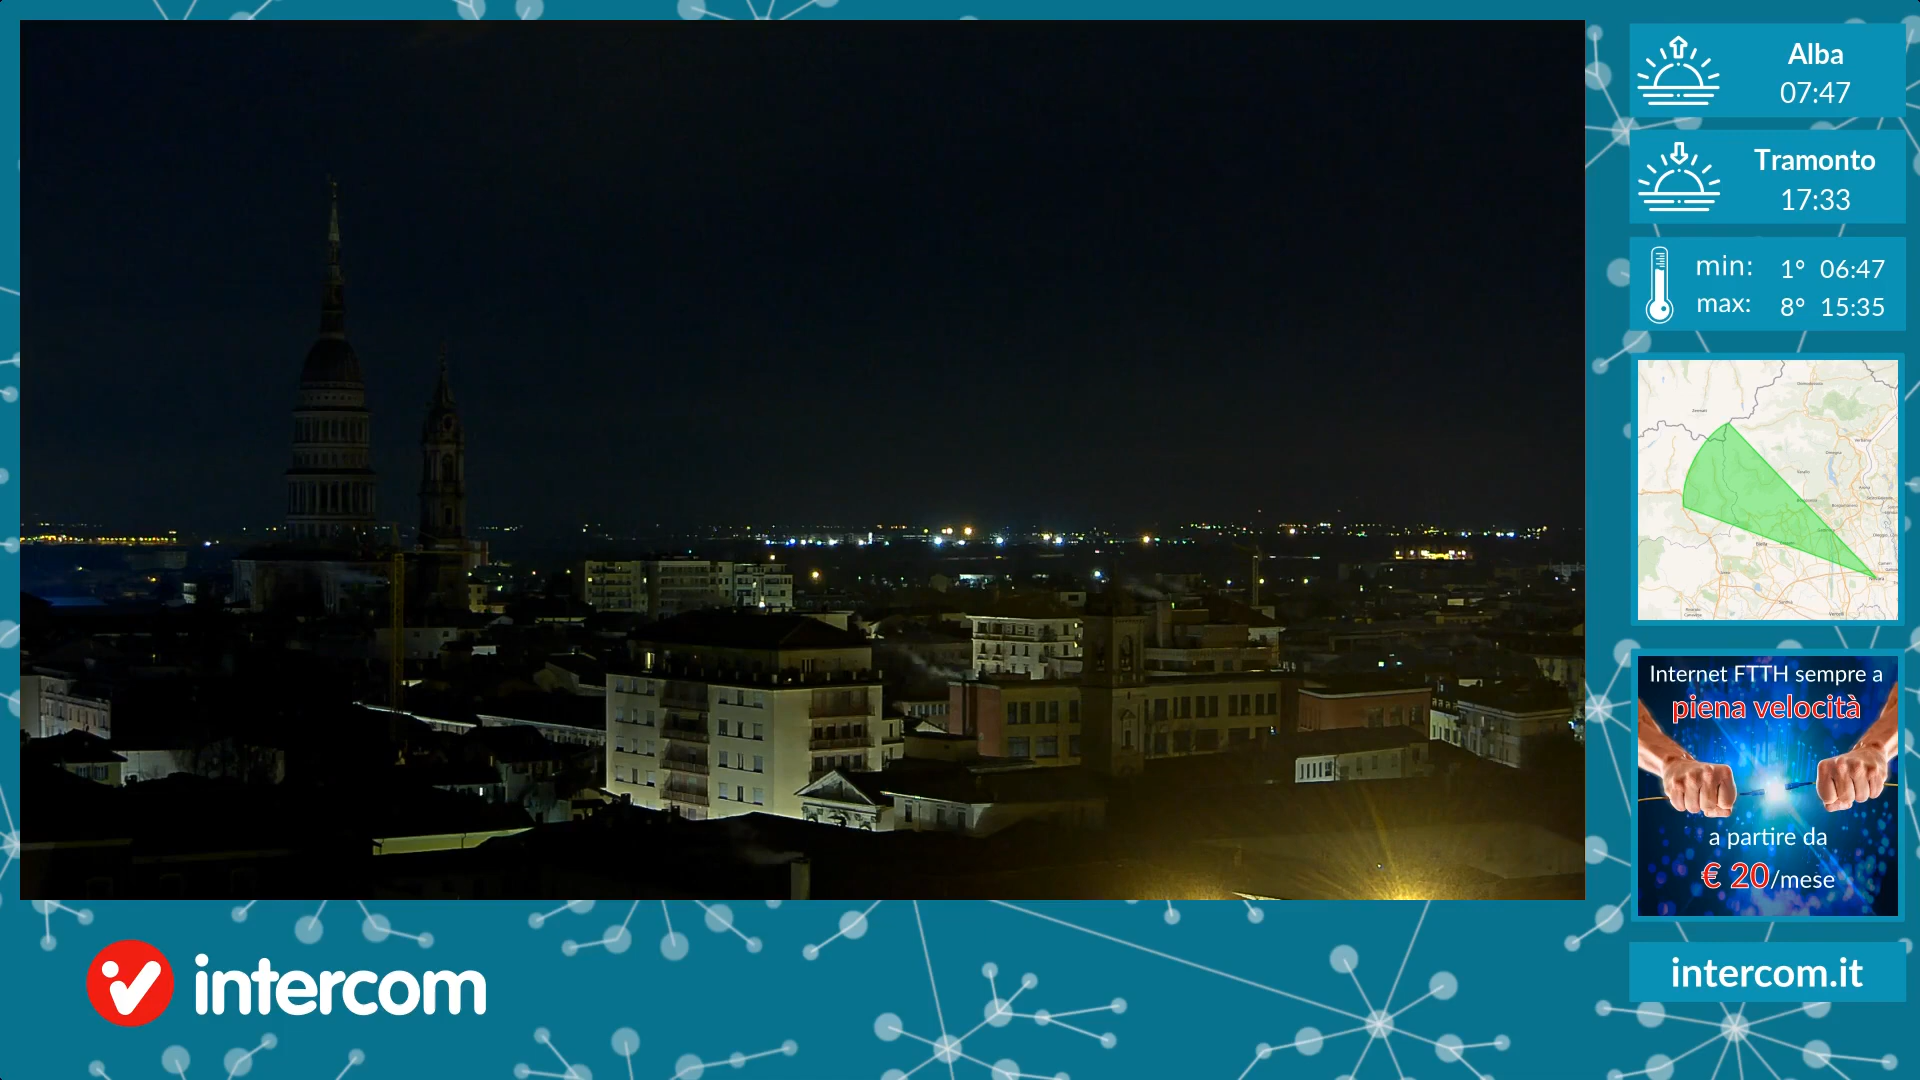 Alba
07:47
Tramonto
17:33
min: 1° 06:47
max: 8° 15:35
Internet FTTH sempre a
piena velocità
a partire da
€ 20/mese
intercom.it
intercom